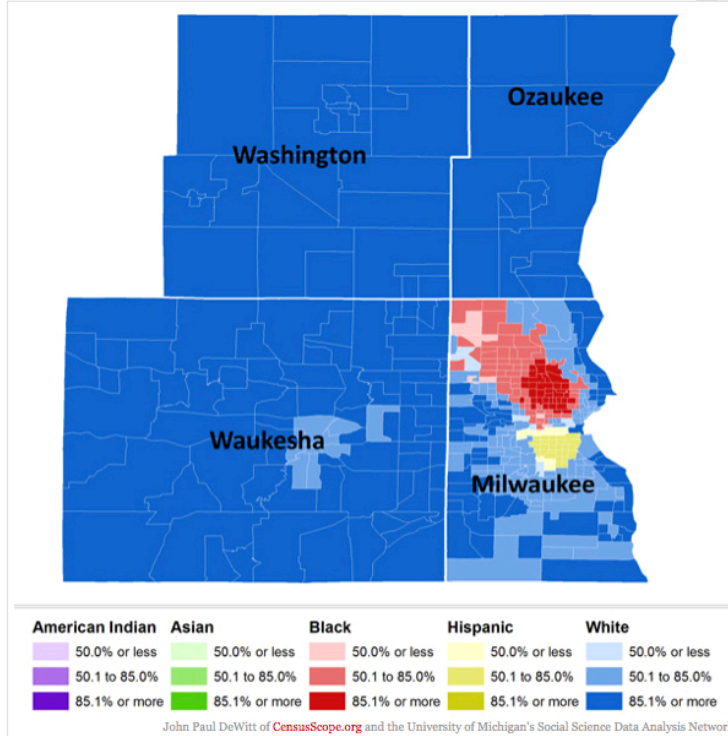 Ozaukee
Washington
Waukesha
Milwaukee
American Indian Asian Black Hispanic White
50.0% or less 50.0% or less 50.0% or less 50.0% or less 50.0% or less
50.1 to 85.0% 50.1 to 85.0% 50.1 to 85.0% 50.1 to 85.0% 50.1 to 85.0%
85.1% or more 85.1% or more 85.1% or more 85.1% or more 85.1% or more
John Paul DeWitt of CensusScope.org and the University of Michigan's Social Science Data Analysis Networ